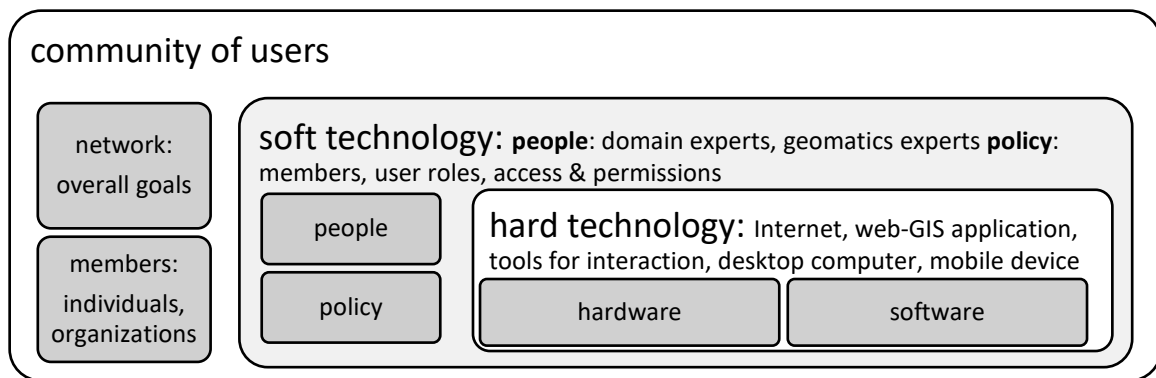 community of users
network:
overall goals
members:
individuals,
organizations
soft technology: people: domain experts, geomatics experts policy:
members, user roles, access & permissions
people
policy
hard technology: Internet, web-GIS application,
tools for interaction, desktop computer, mobile device
hardware
software